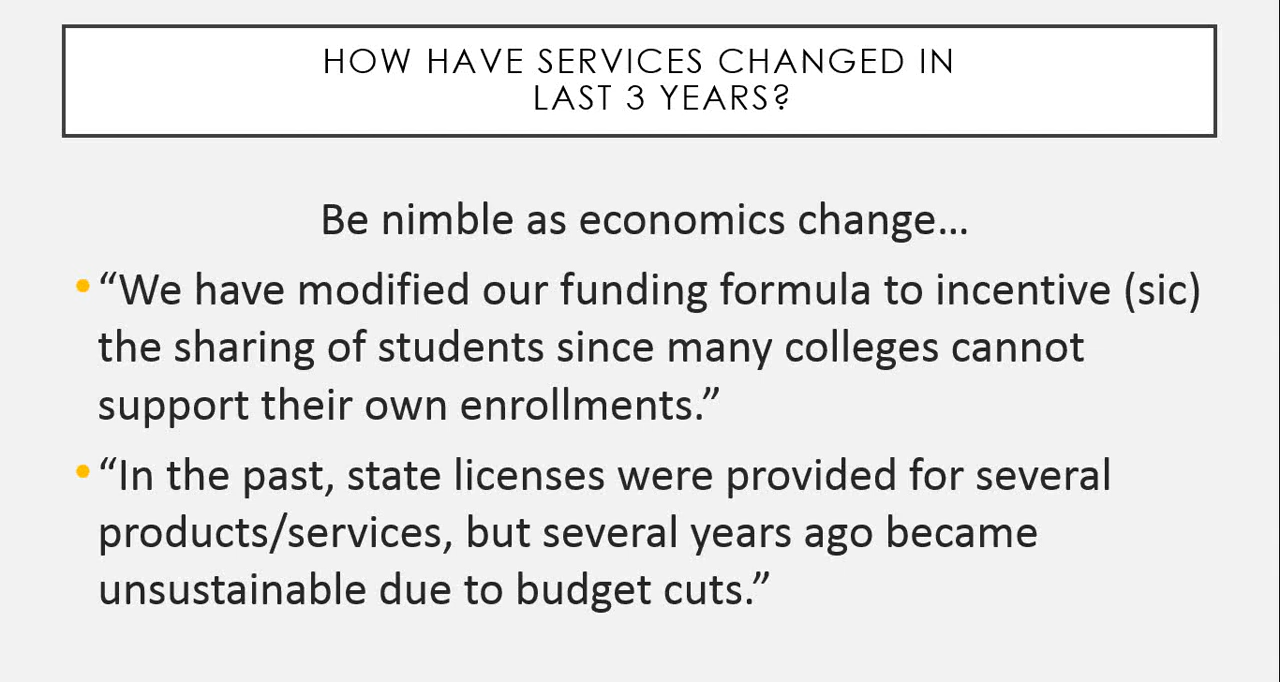 HOW HAVE SERVICES CHANGED IN
LAST 3 YEARS?
Be nimble as economics change…
• “We have modified our funding formula to incentive (sic)
the sharing of students since many colleges cannot
support their own enrollments.”
• “In the past, state licenses were provided for several
products/services, but several years ago became
unsustainable due to budget cuts.”